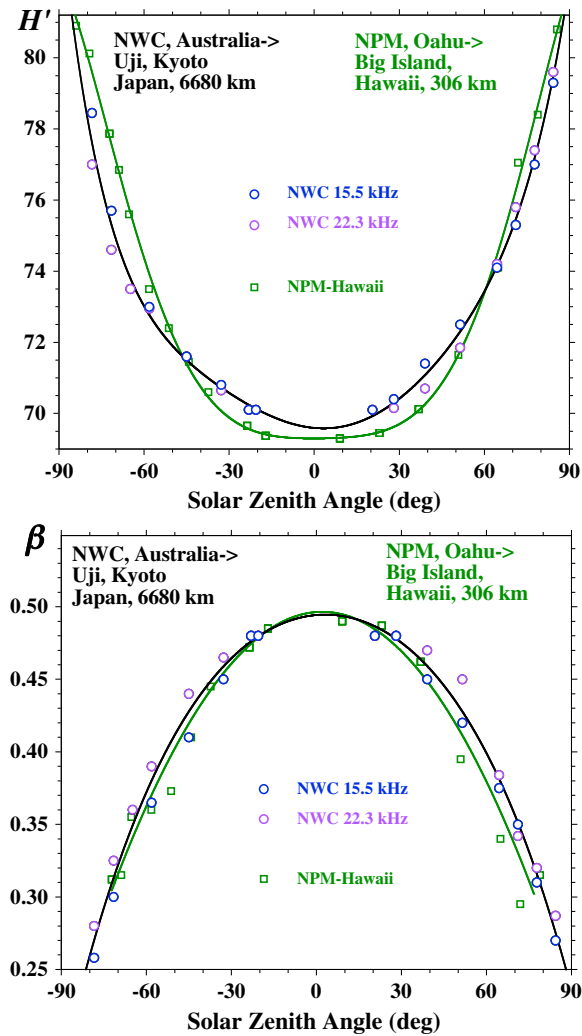 H'
NWC, Australia->
Uji, Kyoto
Japan, 6680 km
NPM, Oahu->
Big Island,
Hawaii, 306 km
80
78
76
74
72
70
NWC 15.5 kHz
NWC 22.3 kHz
NPM-Hawaii
-90 -60 -30 0 30 60 90
Solar Zenith Angle (deg)
β
NWC, Australia->
Uji, Kyoto
Japan, 6680 km
NPM, Oahu->
Big Island,
Hawaii, 306 km
0.50
0.45
0.40
0.35
0.30
0.25
NWC 15.5 kHz
NWC 22.3 kHz
NPM-Hawaii
-90 -60 -30 0 30 60 90
Solar Zenith Angle (deg)